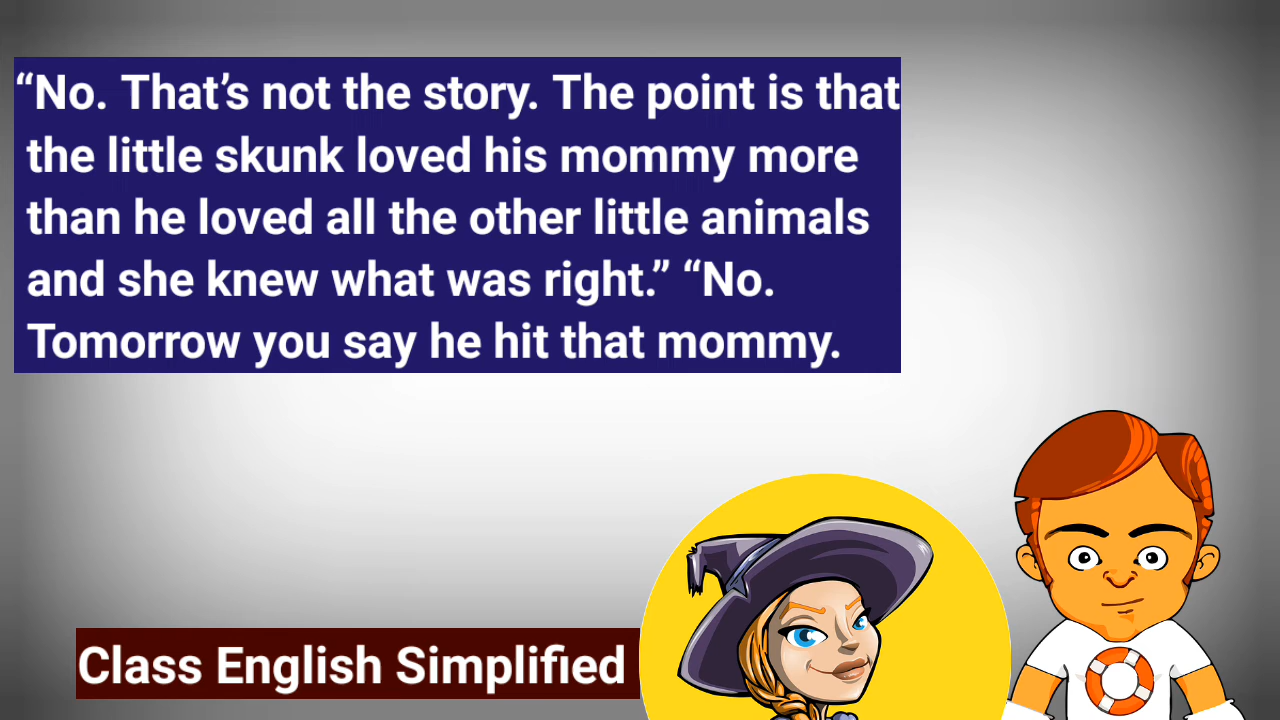 “No. That’s not the story. The point is that
the little skunk loved his mommy more
than he loved all the other little animals
and she knew what was right.” “No.
Tomorrow you say he hit that mommy.
Class English Simplified